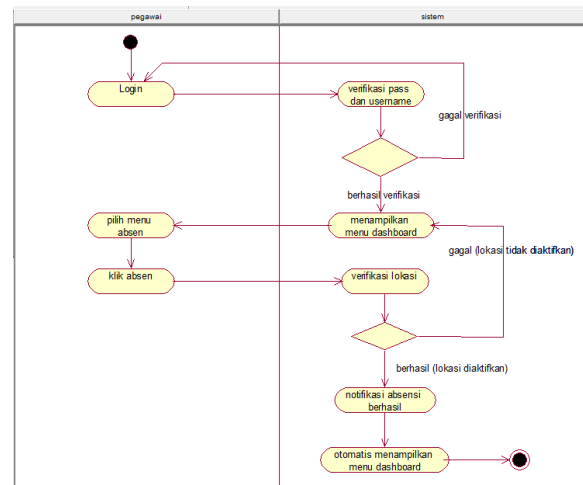 pegawai
sistem
Login
verifikasi pass
dan username
gagal verifikasi
berhasil verifikasi
pilih menu
absen
menampilkan
menu dashboard
gagal (lokasi tidak diaktifkan)
klik absen
verifikasi lokasi
berhasil (lokasi diaktifkan)
notifikasi absensi
berhasil
otomatis menampilkan
menu dashboard